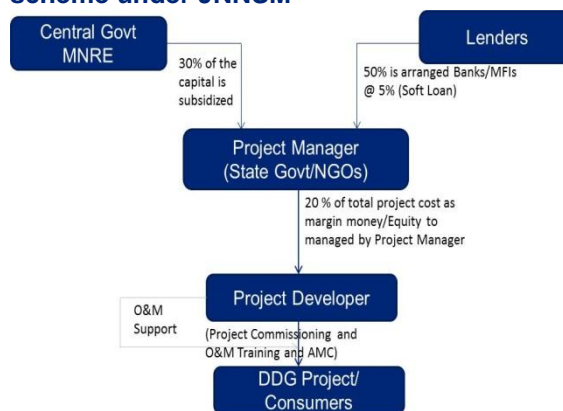 Central Govt
MNRE
Lenders
30% of the
capital is
subsidized
50% is arranged Banks/MFIs
@ 5% (Soft Loan)
Project Manager
(State Govt/NGOs)
20 % of total project cost as
margin money/Equity to
managed by Project Manager
Project Developer
O&M
Support
(Project Commissioning and
O&M Training and AMC)
DDG Project/
Consumers